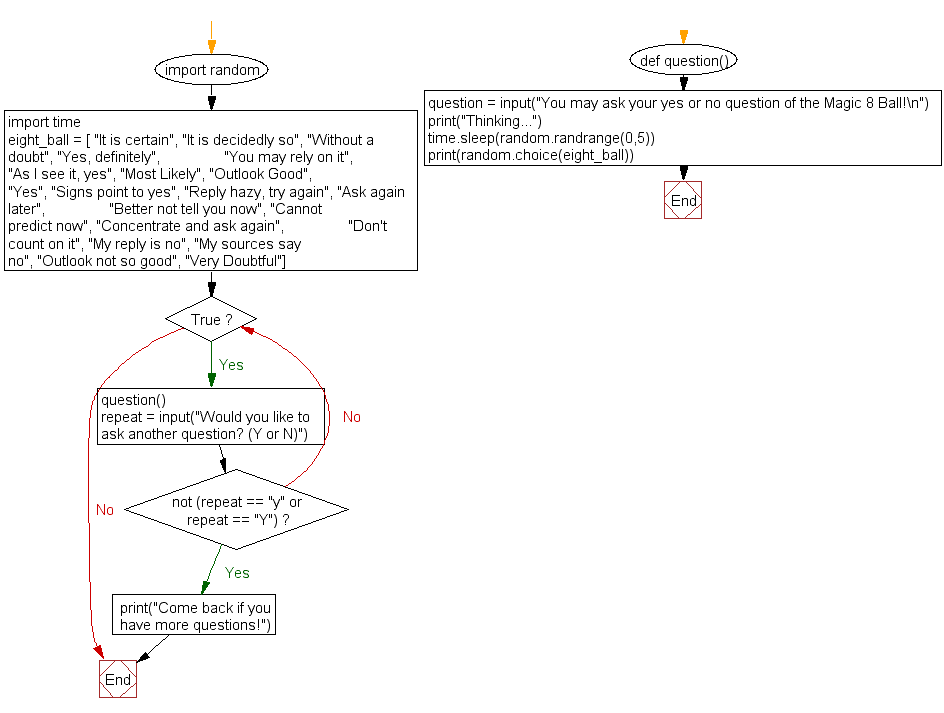 import random
import time
eight_ball = [ "It is certain", "It is decidedly so", "Without a
doubt", "Yes, definitely", "You may rely on it",
"As I see it, yes", "Most Likely", "Outlook Good",
"Yes", "Signs point to yes", "Reply hazy, try again", "Ask again
later", "Better not tell you now", "Cannot
predict now", "Concentrate and ask again", "Don't
count on it", "My reply is no", "My sources say
no", "Outlook not so good", "Very Doubtful"]
True ?
Yes
question()
repeat = input("Would you like to
ask another question? (Y or N)")
No
not (repeat == "y" or
repeat == "Y") ?
No
Yes
print("Come back if you
have more questions!")
End
def question()
question = input("You may ask your yes or no question of the Magic 8 Ball!\n")
print("Thinking...")
time.sleep(random.randrange(0,5))
print(random.choice(eight_ball))
End